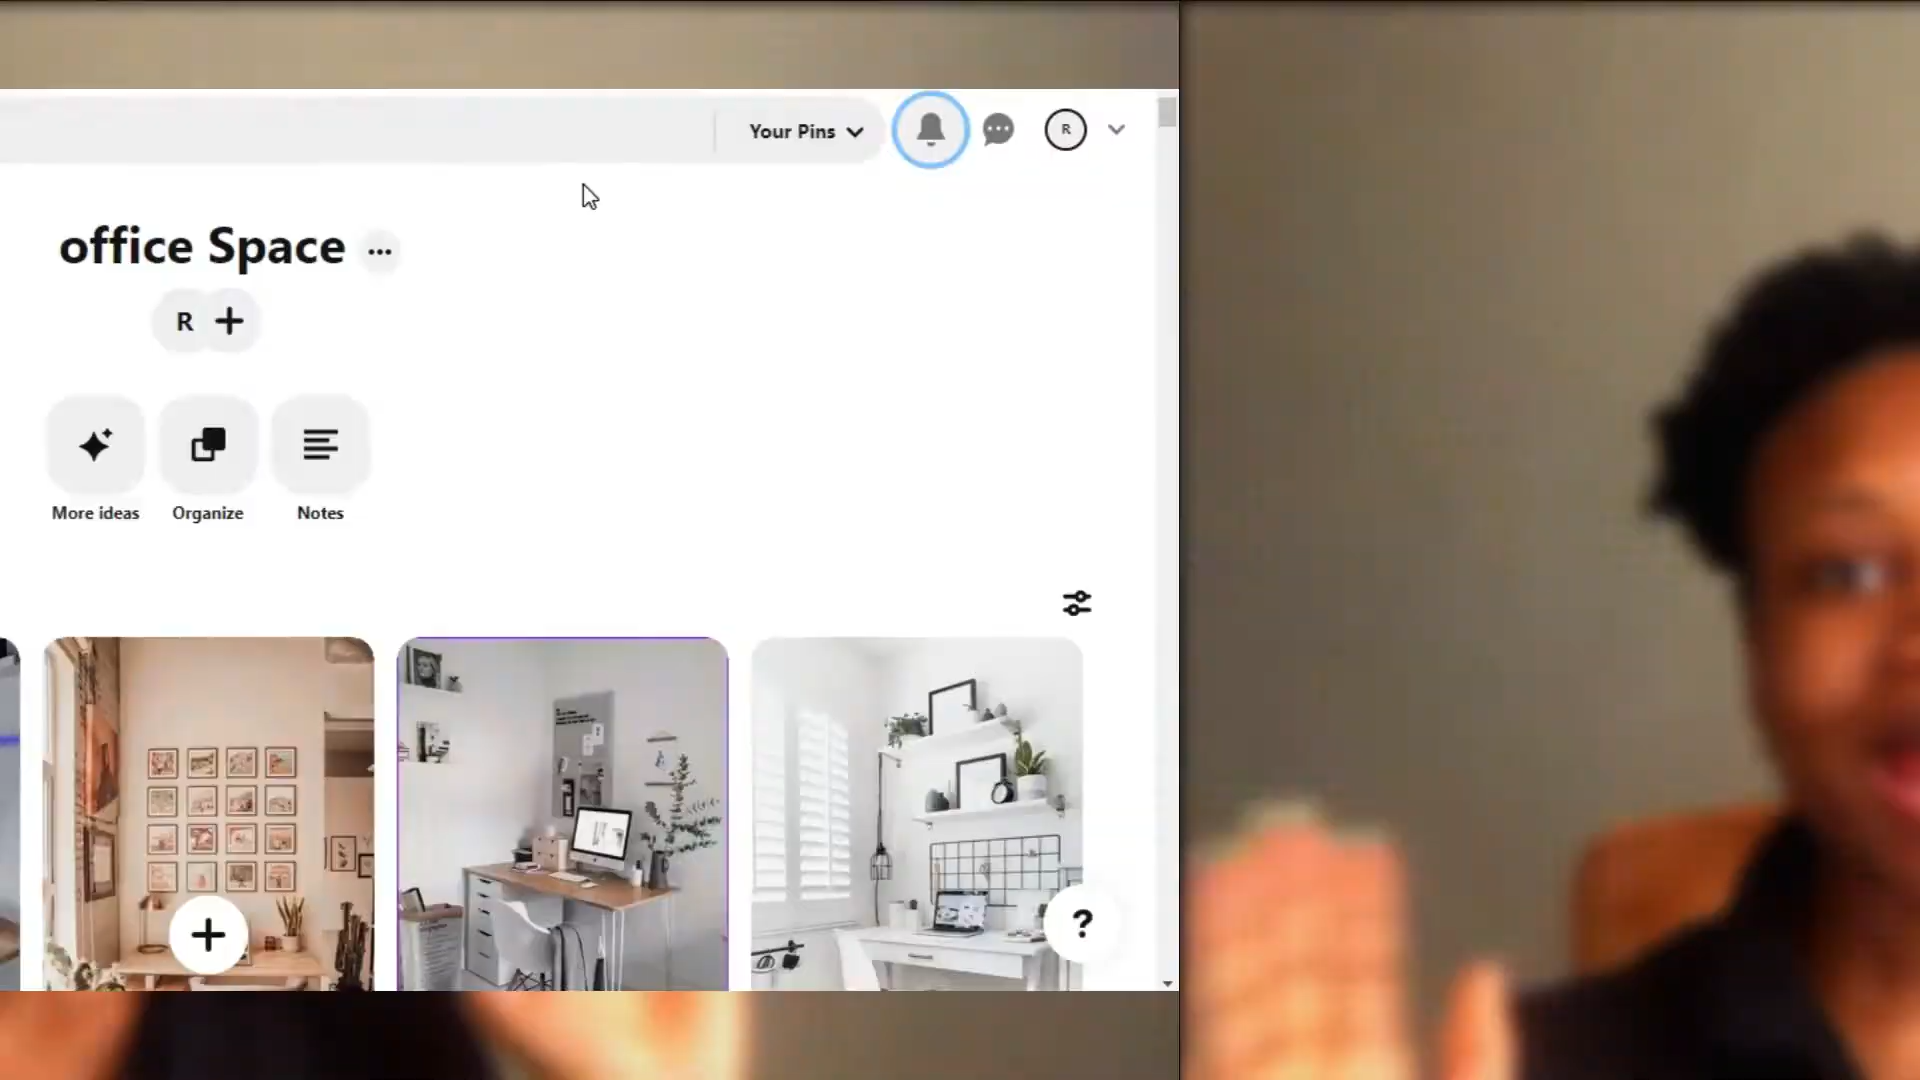 Your Pins
R
office Space ...
R +
More ideas Organize Notes
+
?